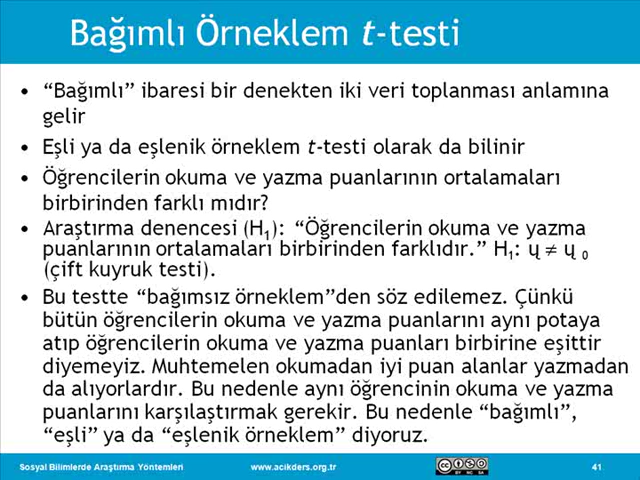 Bağımlı Örneklem t-testi
• “Bağımlı” ibaresi bir denekten iki veri toplanması anlamına
gelir
• Eşli ya da eşlenik örneklem t-testi olarak da bilinir
• Öğrencilerin okuma ve yazma puanlarının ortalamaları
birbirinden farklı mıdır?
• Araştırma denencesi (H1): “Öğrencilerin okuma ve yazma
puanlarının ortalamaları birbirinden farklıdır.” H1: ɥ ≠ ɥ 0
(çift kuyruk testi).
• Bu testte “bağımsız örneklem”den söz edilemez. Çünkü
bütün öğrencilerin okuma ve yazma puanlarını aynı potaya
atıp öğrencilerin okuma ve yazma puanları birbirine eşittir
diyemeyiz. Muhtemelen okumadan iyi puan alanlar yazmadan
da alıyorlardır. Bu nedenle aynı öğrencinin okuma ve yazma
puanlarını karşılaştırmak gerekir. Bu nedenle “bağımlı”,
“eşli” ya da “eşlenik örneklem” diyoruz.
Sosyal Bilimlerde Araştırma Yöntemleri www.acikders.org.tr cc BY NC SA 41